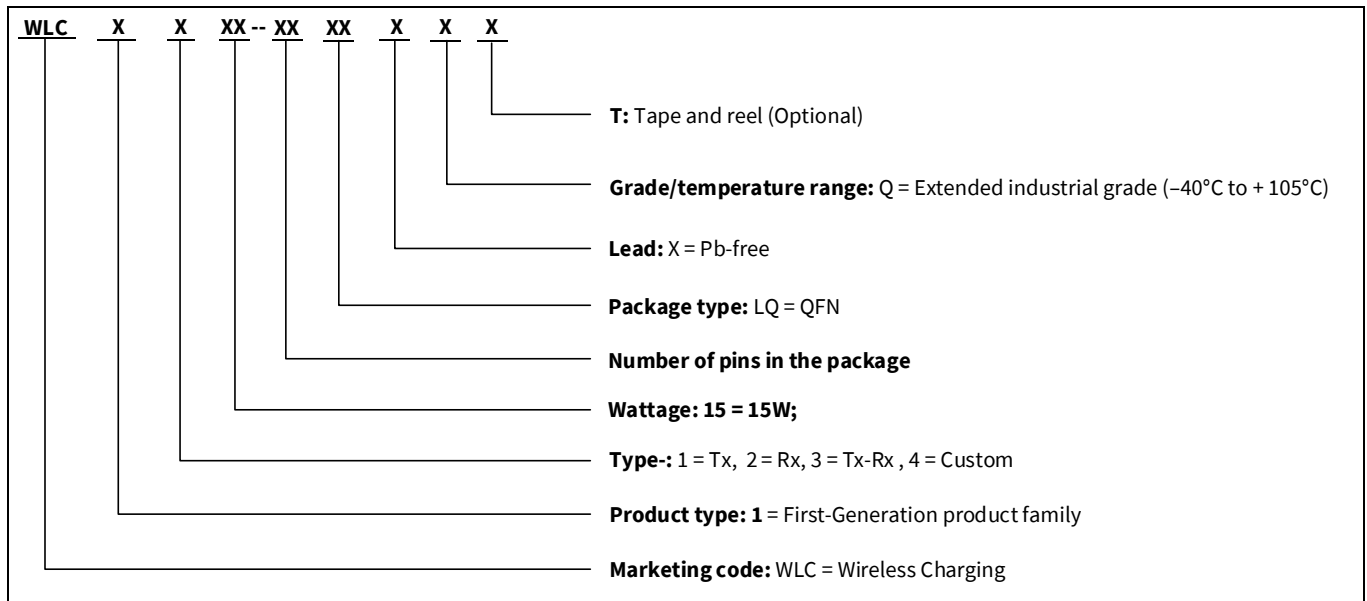 WLC X X XX -- XX XX X X X
T: Tape and reel (Optional)
Grade/temperature range: Q = Extended industrial grade (–40°C to + 105°C)
Lead: X = Pb-free
Package type: LQ = QFN
Number of pins in the package
Wattage: 15 = 15W;
Type-: 1 = Tx, 2 = Rx, 3 = Tx-Rx , 4 = Custom
Product type: 1 = First-Generation product family
Marketing code: WLC = Wireless Charging